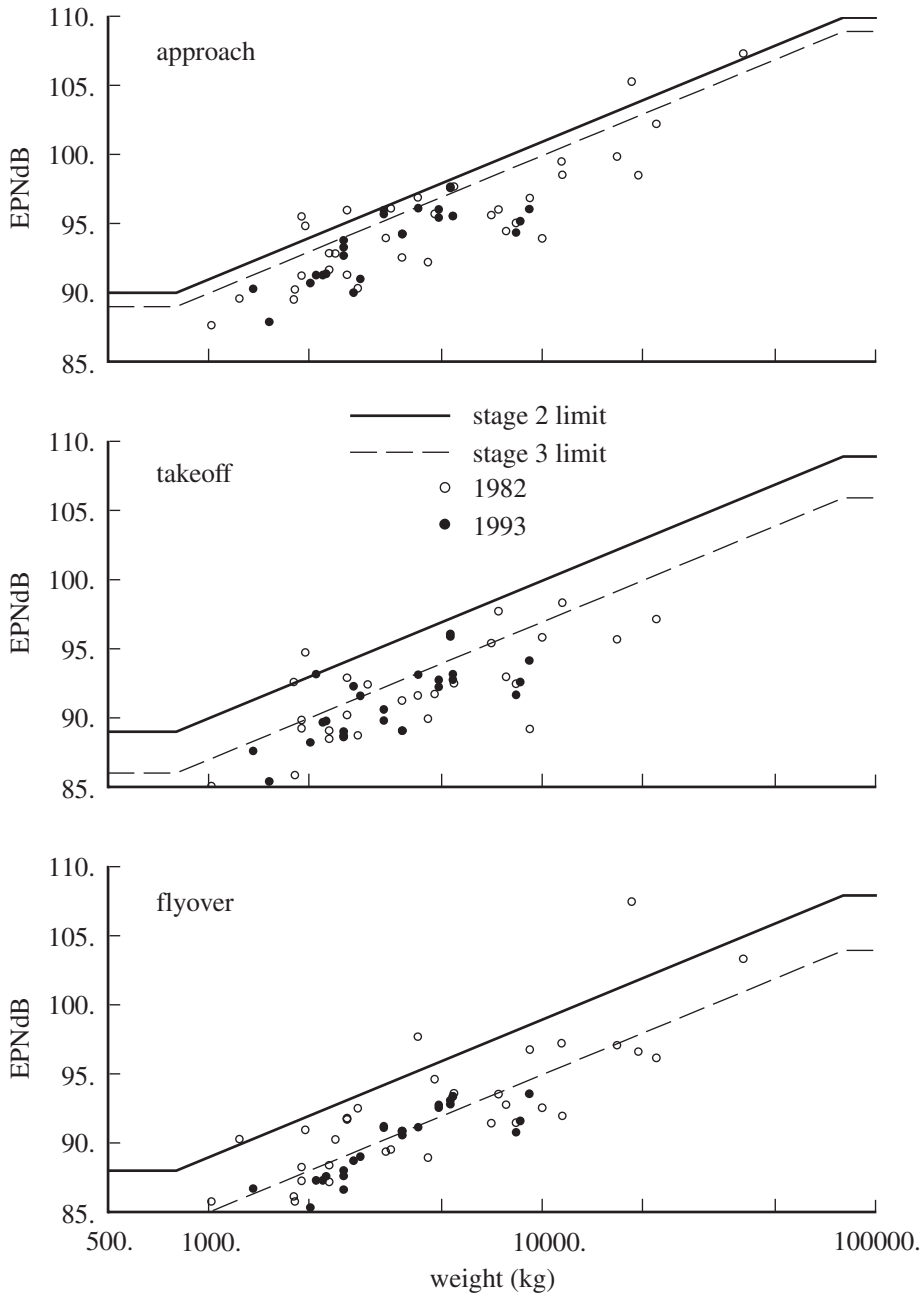 110.
approach
105.
100.
EPNdB
95.
90.
85.
110.
stage 2 limit
stage 3 limit
takeoff
1982
105.
1993
100.
EPNdB
95.
90.
85.
110.
flyover
105.
100.
EPNdB
95.
90.
85.
500. 1000. 10000. 100000.
weight (kg)